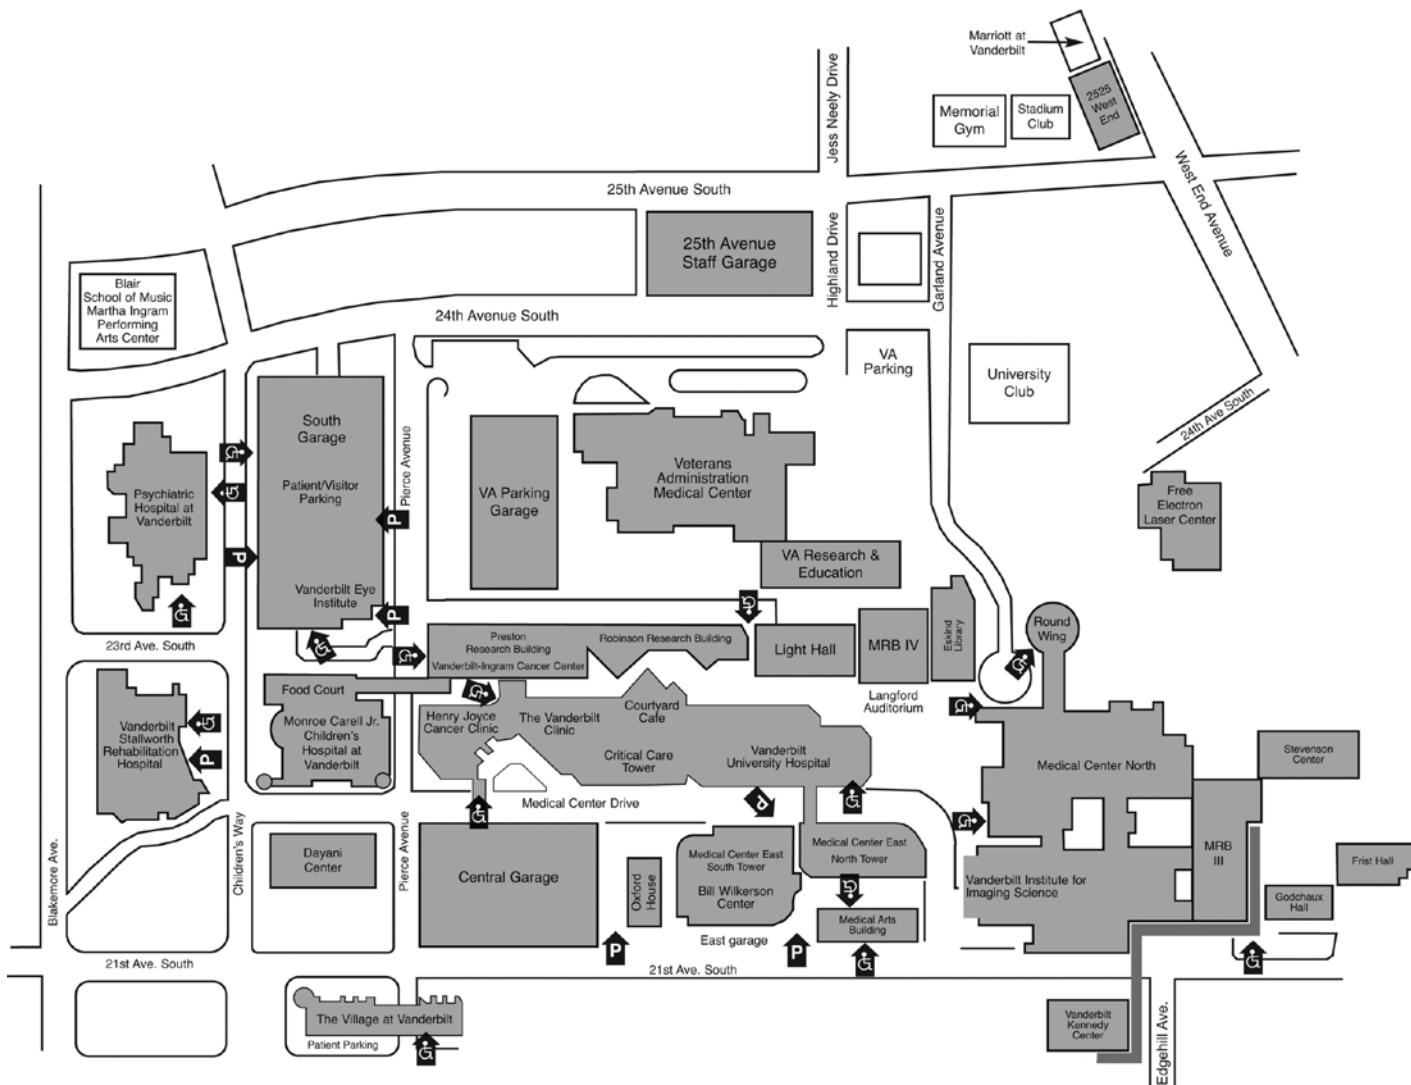 Marriott at
Vanderbilt
2525
West
End
Memorial
Gym
Stadium
Club
Jess Neely Drive
West End Avenue
25th Avenue South
25th Avenue
Staff Garage
Highland Drive
Garland Avenue
Blair
School of Music
Martha Ingram
Performing
Arts Center
24th Avenue South
VA
Parking
University
Club
24th Ave South
South
Garage
Patient/Visitor
Parking
Pierce Avenue
Psychiatric
Hospital at
Vanderbilt
VA Parking
Garage
Veterans
Administration
Medical Center
Free
Electron
Laser Center
P
P
VA Research &
Education
Vanderbilt Eye
Institute
P
23rd Ave. South
Preston
Research Building
Vanderbilt-Ingram Cancer Center
Robinson Research Building
Light Hall
MRB IV
Eskind
Library
Round
Wing
Langford
Auditorium
Food Court
Monroe Carell Jr.
Children's
Hospital at
Vanderbilt
Henry Joyce
Cancer Clinic
The Vanderbilt
Clinic
Courtyard
Cafe
Critical Care
Tower
Vanderbilt
University Hospital
Vanderbilt
Stallworth
Rehabilitation
Hospital
P
Medical Center North
Stevenson
Center
Medical Center Drive
P
Blakemore Ave.
Children's Way
Dayani
Center
Pierce Avenue
Central Garage
Oxford
House
Medical Center East
South Tower
Bill Wilkerson
Center
Medical Center East
North Tower
Vanderbilt Institute for
Imaging Science
MRB
III
Frist Hall
Godchaux
Hall
Medical Arts
Building
East garage
P
P
21st Ave. South
21st Ave. South
The Village at Vanderbilt
Patient Parking
Vanderbilt
Kennedy
Center
Edgehill Ave.